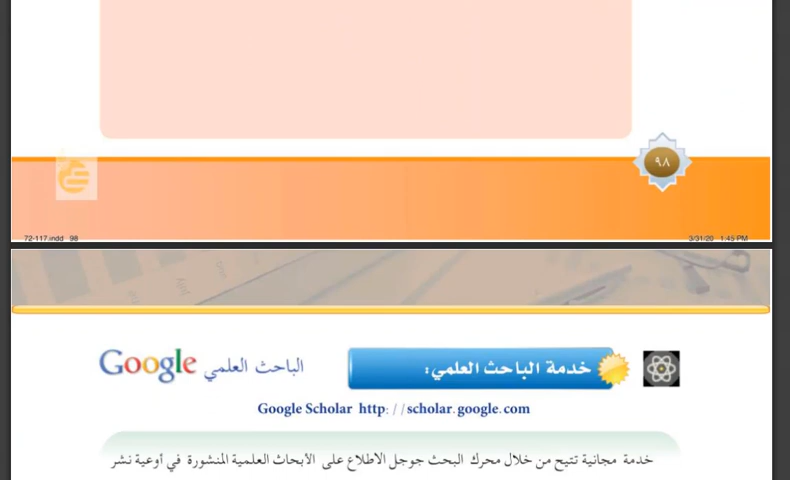 ٩٨
72-117.indd 98
3/31/20 1:45 PM
خدمة الباحث العلمي:
الباحث العلمي Google
Google Scholar http://scholar.google.com
خدمة مجانية تتيح من خلال محرك البحث جوجل الاطلاع على الأبحاث العلمية المنشورة في أوعية نشر